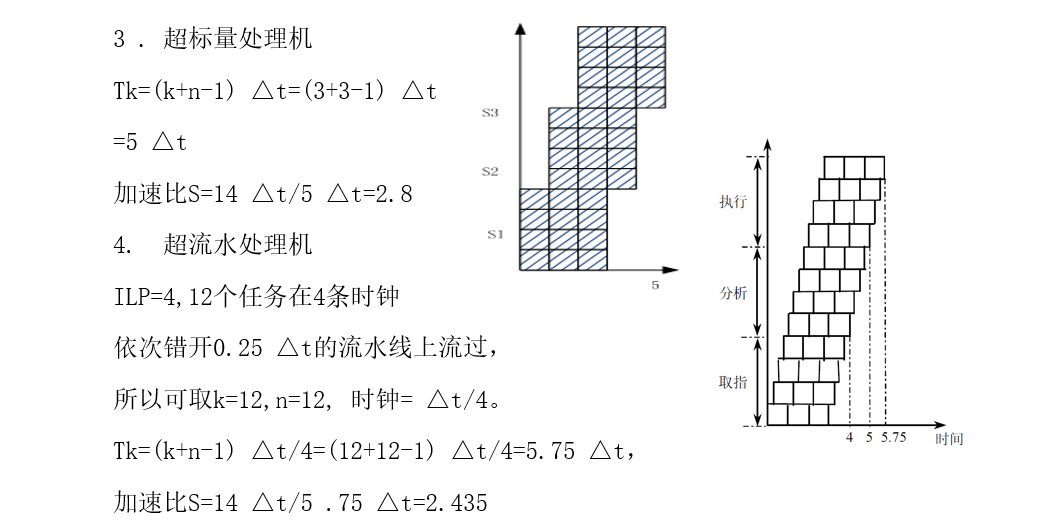 3 . 超标量处理机
Tk=(k+n-1) △t=(3+3-1) △t
=5 △t
加速比S=14 △t/5 △t=2.8
4. 超流水处理机
ILP=4,12个任务在4条时钟
依次错开0.25 △t的流水线上流过，
所以可取k=12,n=12, 时钟= △t/4。
Tk=(k+n-1) △t/4=(12+12-1) △t/4=5.75 △t，
加速比S=14 △t/5 .75 △t=2.435
S3
S2
S1
5
执行
分析
取指
4 5 5.75 时间